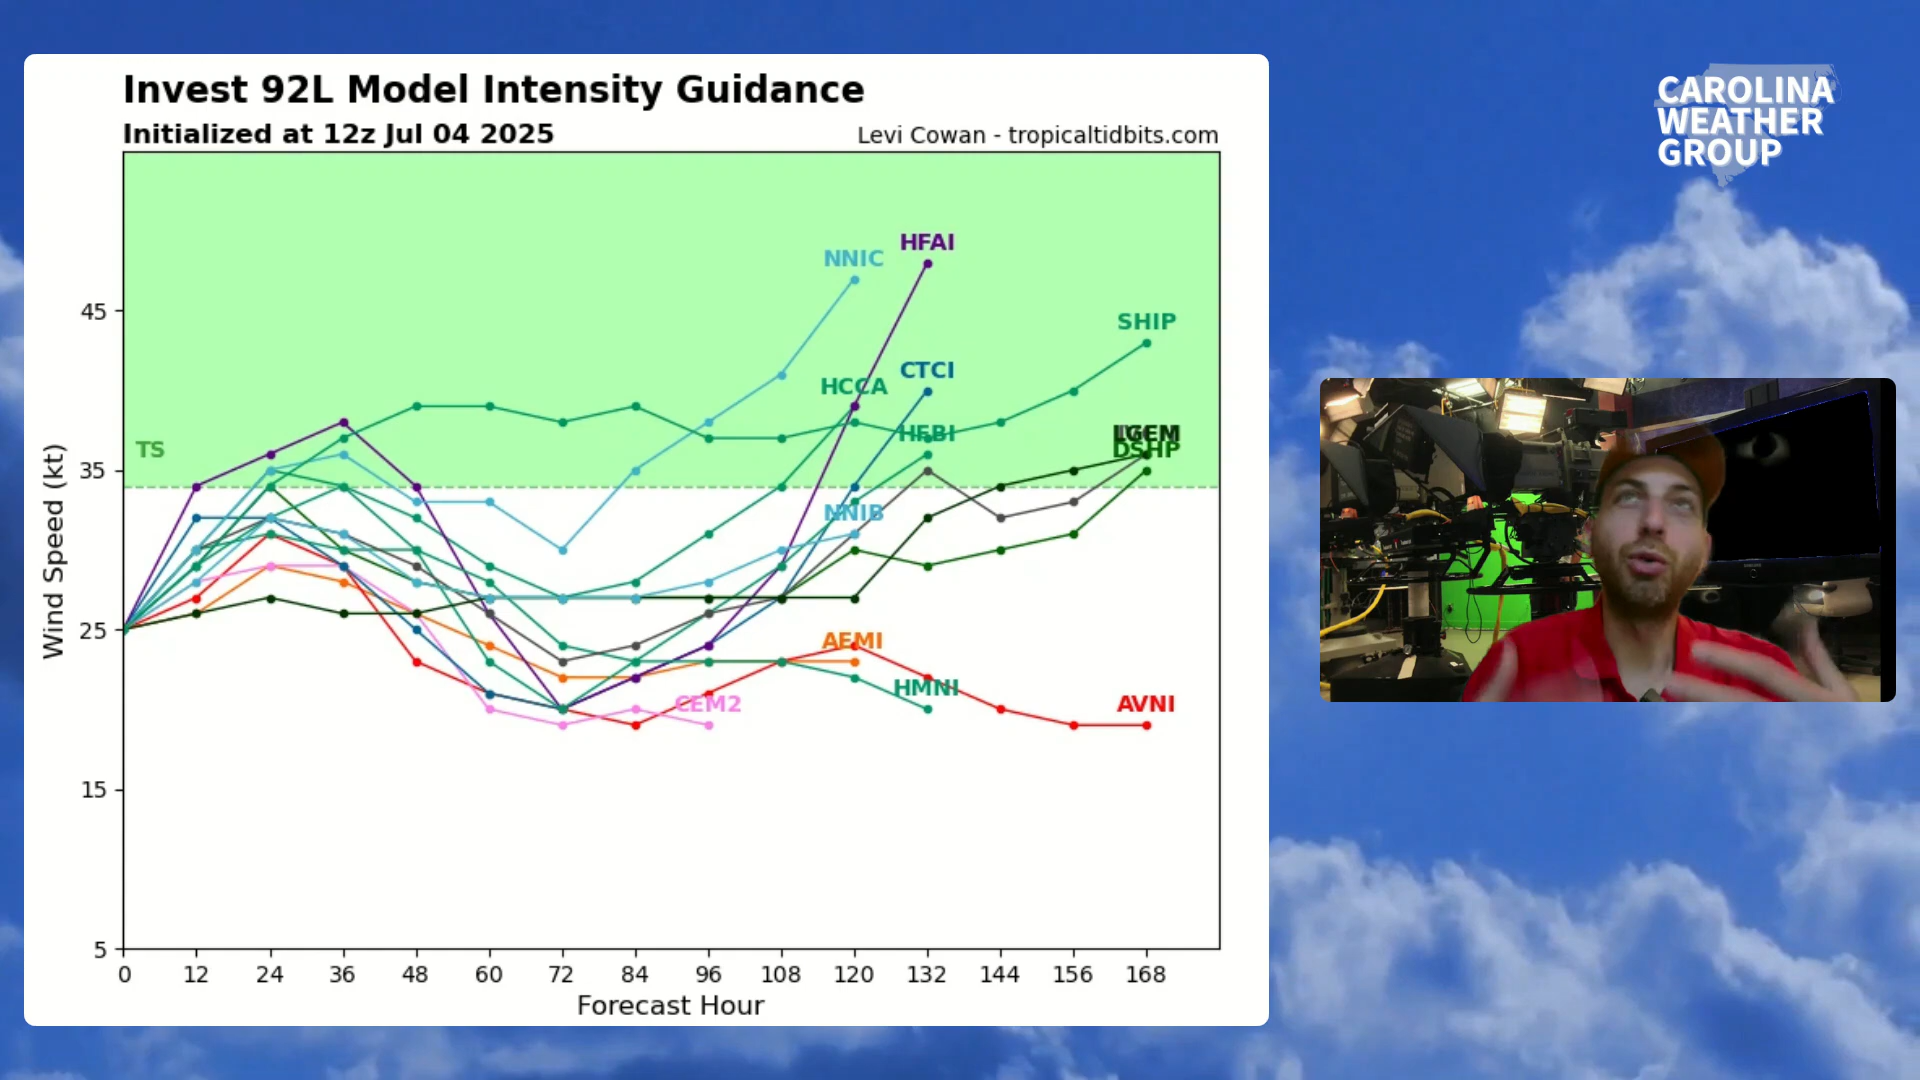 Invest 92L Model Intensity Guidance
Initialized at 12z Jul 04 2025
Levi Cowan - tropicaltidbits.com
CAROLINA
WEATHER
GROUP
HFAI
NNIC
SHIP
45
CTCI
HCCA
HFBI
LGEM
DSHP
TS
35
NNIB
Wind Speed (kt)
AEMI
25
HMNI
CEM2
AVNI
15
5
0 12 24 36 48 60 72 84 96 108 120 132 144 156 168
Forecast Hour